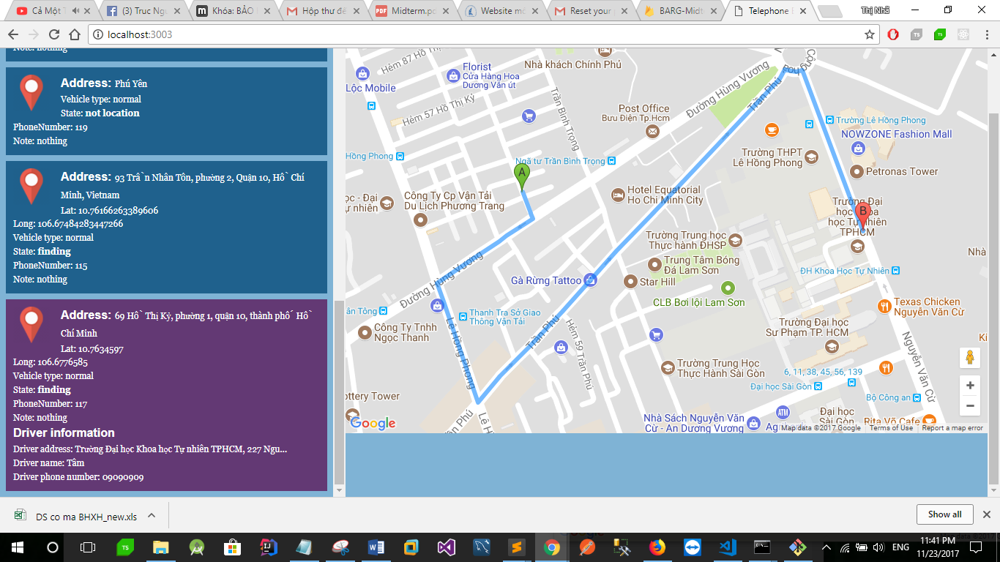 Cả Một T
(3) Truc Ngu
Khóa: BẢO
Hộp thư đế
Midterm.pd
Website mớ
Reset your
BARG-Midt
Telephone
Thị Nhã
localhost:3003
Note: nothing
Address: Phú Yên
Vehicle type: normal
State: not location
PhoneNumber: 119
Note: nothing
Address: 93 Trần Nhân Tôn, phường 2, Quận 10, Hồ Chí
Minh, Vietnam
Lat: 10.76166263389606
Long: 106.67484283447266
Vehicle type: normal
State: finding
PhoneNumber: 115
Note: nothing
Address: 69 Hồ Thị Kỷ, phường 1, quận 10, thành phố Hồ
Chí Minh
Lat: 10.7634597
Long: 106.6776585
Vehicle type: normal
State: finding
PhoneNumber: 117
Note: nothing
Driver information
Driver address: Trường Đại học Khoa học Tự nhiên TPHCM, 227 Ngu...
Driver name: Tâm
Driver phone number: 09090909
Hẻm 87 Hồ Thị Kỷ
Lộc Mobile
Florist
Cửa Hàng Hoa
Dương Văn út
Nhà khách Chính Phủ
Hẻm 57 Hồ Thị Kỷ
Trần Bình Trọng
Post Office
Bưu Điện Tp.Hcm
Đường Hùng Vương
Trần Phú
Cộng Hoà
Trường Lê Hồng Phong
NOWZONE Fashion Mall
Hồng Phong
Ngã tư Trần Bình Trọng
Trường THPT
Lê Hồng Phong
Petronas Tower
A
Hotel Equatorial
Ho Chi Minh City
ọc - Đại
ự nhiên
Công Ty Cp Vận Tải
Du Lịch Phương Trang
Trường Đại
học Khoa
học Tự nhiên
TPHCM
B
Trường Trung học
Thực hành ĐHSP
Nhà
Trung Tâm Bóng
Đá Lam Sơn
ĐH Khoa Học Tự Nhiên
Đường Hùng Vương
Gà Rừng Tattoo
Star Hill
CLB Bơi lội Lam Sơn
Texas Chicken
Nguyễn Văn Cừ
ân Tông
Thanh Tra Sở Giao
Thông Vận Tải
Công Ty Tnhh
Ngọc Thanh
Lê Hồng Phong
Trần Phú
Hẻm 59 Trần Phú
Trường Đại học
Sư Phạm TP. HCM
Ki
Nguyễn Văn Cừ
Trường Trung Học
Thực Hành Sài Gòn
6, 11, 38, 45, 56, 139
Đại học Sài Gòn
Bộ Công an
ottery Tower
Trần Phú
Lê H
Nhà Sách Nguyễn Văn
Cừ - An Dương Vương
ATM
Ag
Đại học
Sài Gòn
Rita Võ Cafe
Google
Map data ©2017 Google
Terms of Use
Report a map error
DS co ma BHXH_new.xls
Show all
ENG
11:41 PM
11/23/2017